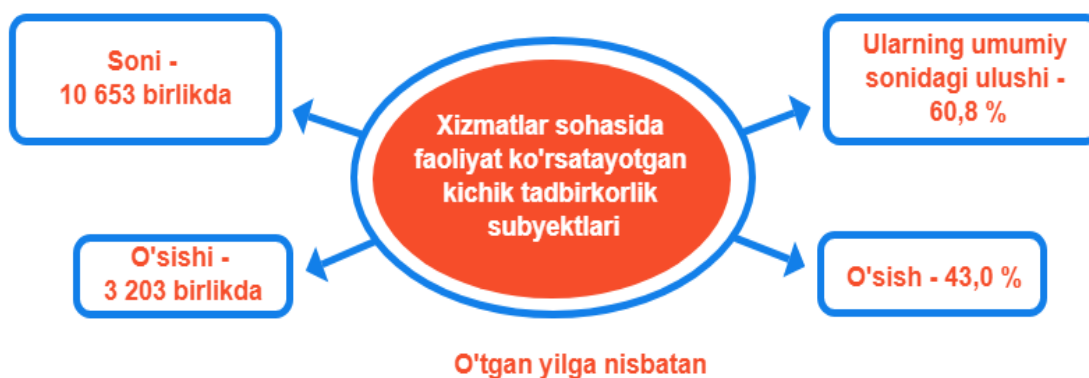 Soni -
10 653 birlikda
Ularning umumiy
sonidagi ulushi -
60,8 %
Xizmatlar sohasida
faoliyat ko'rsatayotgan
kichik tadbirkorlik
subyektlari
O'sishi -
3 203 birlikda
O'sish - 43,0 %
O'tgan yilga nisbatan